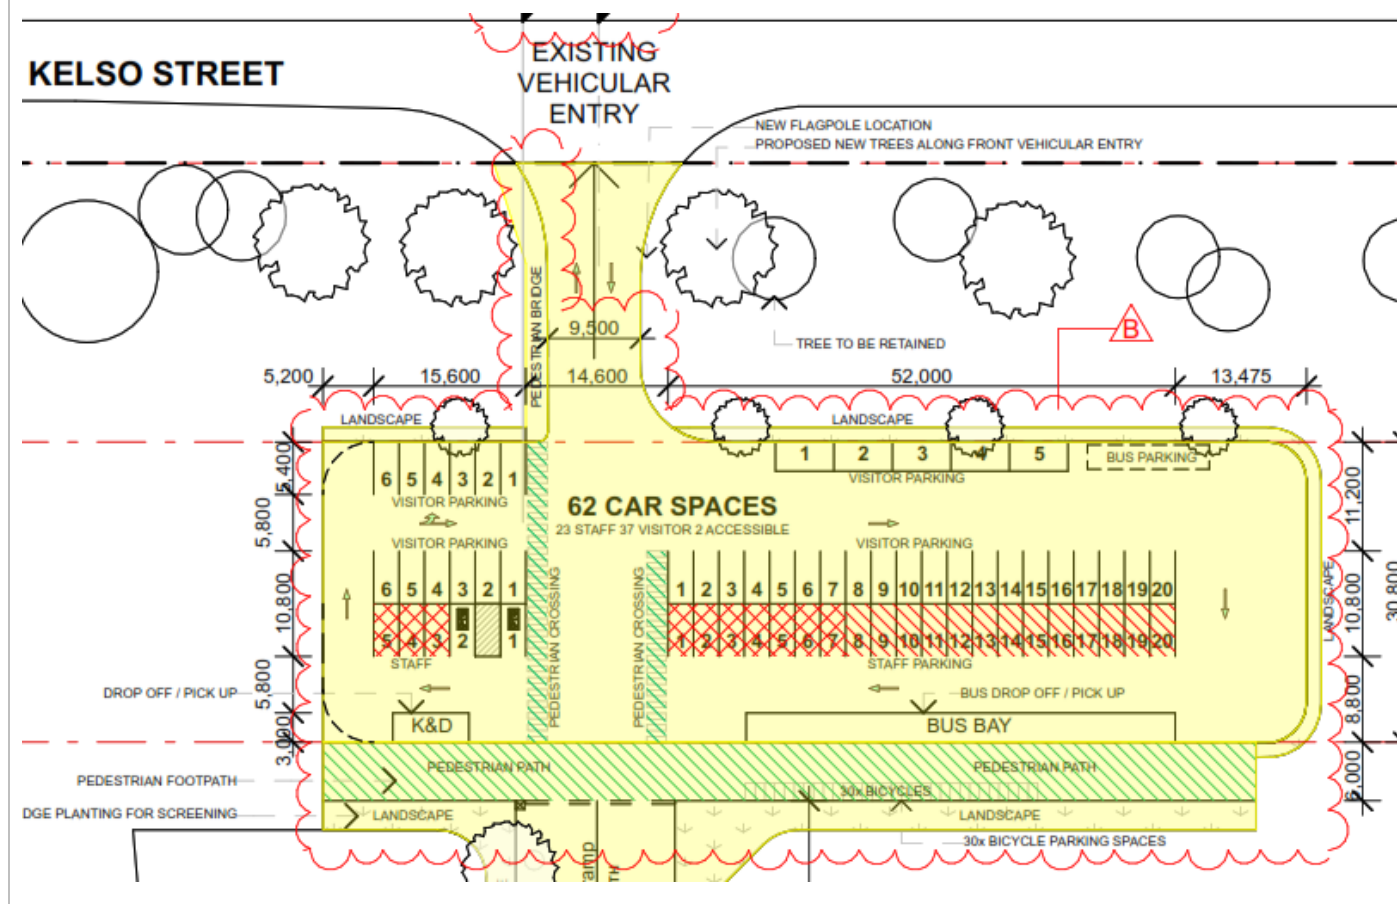 EXISTING
VEHICULAR
ENTRY
KELSO STREET
NEW FLAGPOLE LOCATION
PROPOSED NEW TREES ALONG FRONT VEHICULAR ENTRY
PEDESTRIAN BRIDGE
9,500
B
TREE TO BE RETAINED
5,200 15,600 14,600 52,000 13,475
LANDSCAPE LANDSCAPE
5,400
6 5 4 3 2 1
VISITOR PARKING
1 2 3 4 5
VISITOR PARKING
BUS PARKING
11,200
62 CAR SPACES
23 STAFF 37 VISITOR 2 ACCESSIBLE
5,800
VISITOR PARKING
VISITOR PARKING
6 5 4 3 2 1
1 2 3 4 5 6 7 8 9 10 11 12 13 14 15 16 17 18 19 20
10,800
5 4 3 2 1
1 2 3 4 5 6 7 8 9 10 11 12 13 14 15 16 17 18 19 20
STAFF
STAFF PARKING
PEDESTRIAN CROSSING
PEDESTRIAN CROSSING
LANDSCAPE
10,800
30,800
5,800
8,800
DROP OFF / PICK UP
K&D
BUS DROP OFF / PICK UP
BUS BAY
3,000
PEDESTRIAN FOOTPATH
PEDESTRIAN PATH PEDESTRIAN PATH
6,000
30x BICYCLES
DGE PLANTING FOR SCREENING
LANDSCAPE LANDSCAPE
30x BICYCLE PARKING SPACES
amp
TH